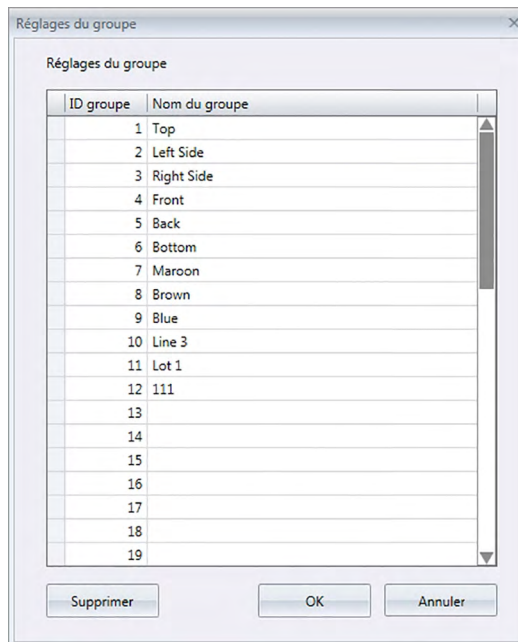 Réglages du groupe
Réglages du groupe
ID groupe Nom du groupe
1 Top
2 Left Side
3 Right Side
4 Front
5 Back
6 Bottom
7 Maroon
8 Brown
9 Blue
10 Line 3
11 Lot 1
12 111
13
14
15
16
17
18
19
Supprimer OK Annuler